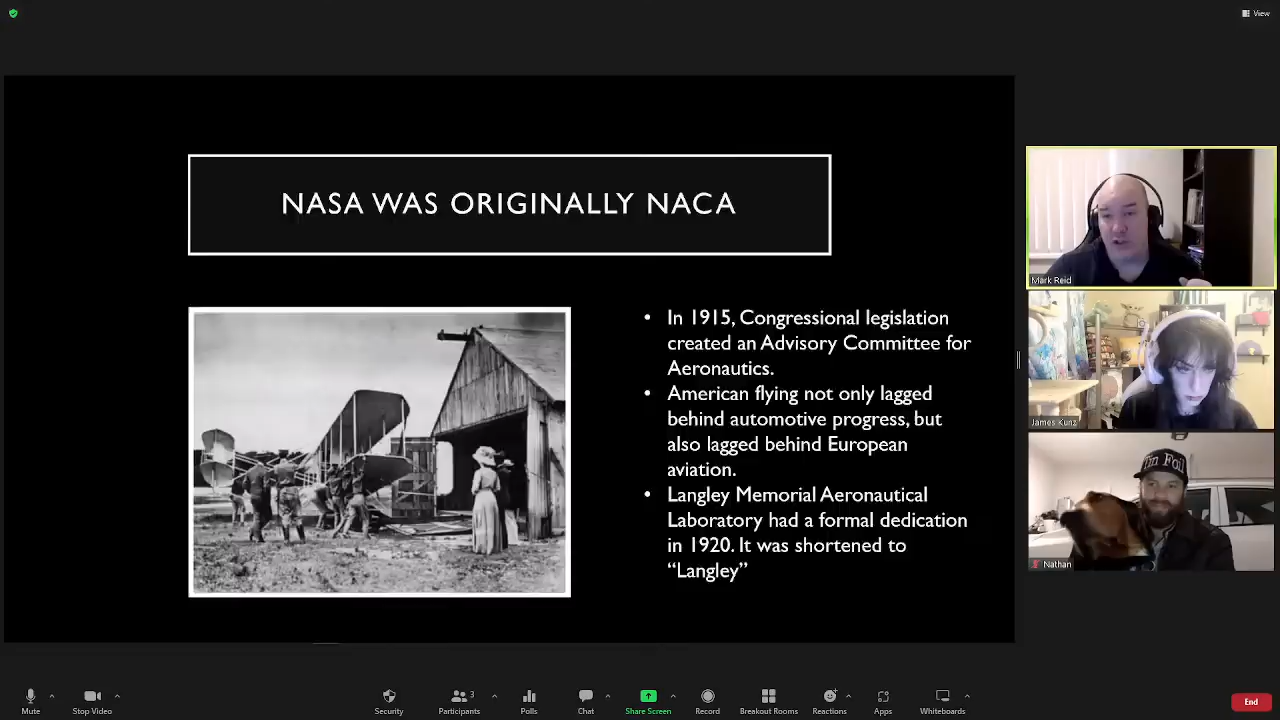 View
NASA WAS ORIGINALLY NACA
• In 1915, Congressional legislation
created an Advisory Committee for
Aeronautics.
• American flying not only lagged
behind automotive progress, but
also lagged behind European
aviation.
• Langley Memorial Aeronautical
Laboratory had a formal dedication
in 1920. It was shortened to
“Langley”
Mark Reid
James Kunz
Tin Foil
Nathan
Mute
Stop Video
Security
Participants
3
Polls
Chat
Share Screen
Record
Breakout Rooms
Reactions
Apps
Whiteboards
End